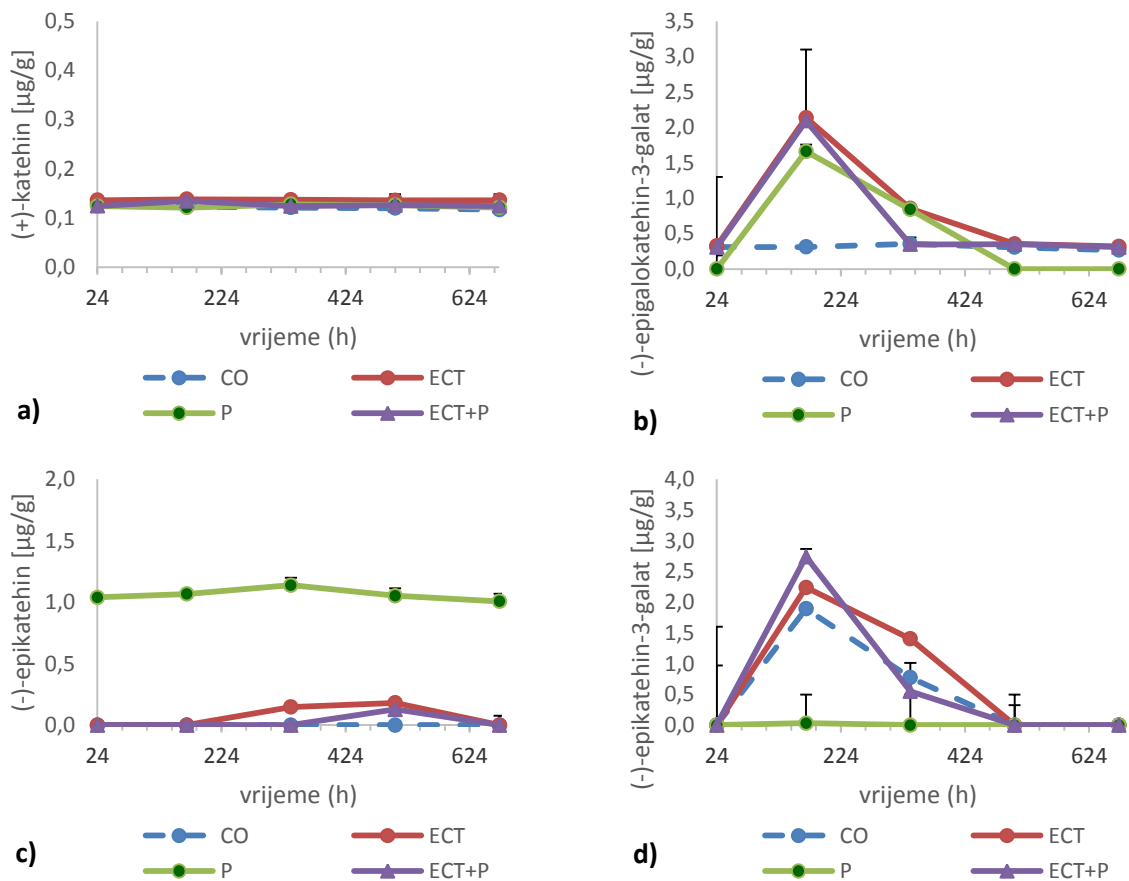 (+)-katehin [µg/g]
0,5
0,4
0,3
0,2
0,1
0,0
24 224 424 624
vrijeme (h)
CO ECT
P ECT+P
a)
(-)-epigalokatehin-3-galat [µg/g]
3,5
3,0
2,5
2,0
1,5
1,0
0,5
0,0
24 224 424 624
vrijeme (h)
CO ECT
P ECT+P
b)
(-)-epikatehin [µg/g]
2,0
1,5
1,0
0,5
0,0
24 224 424 624
vrijeme (h)
CO ECT
P ECT+P
c)
(-)-epikatehin-3-galat [µg/g]
4,0
3,5
3,0
2,5
2,0
1,5
1,0
0,5
0,0
24 224 424 624
vrijeme (h)
CO ECT
P ECT+P
d)